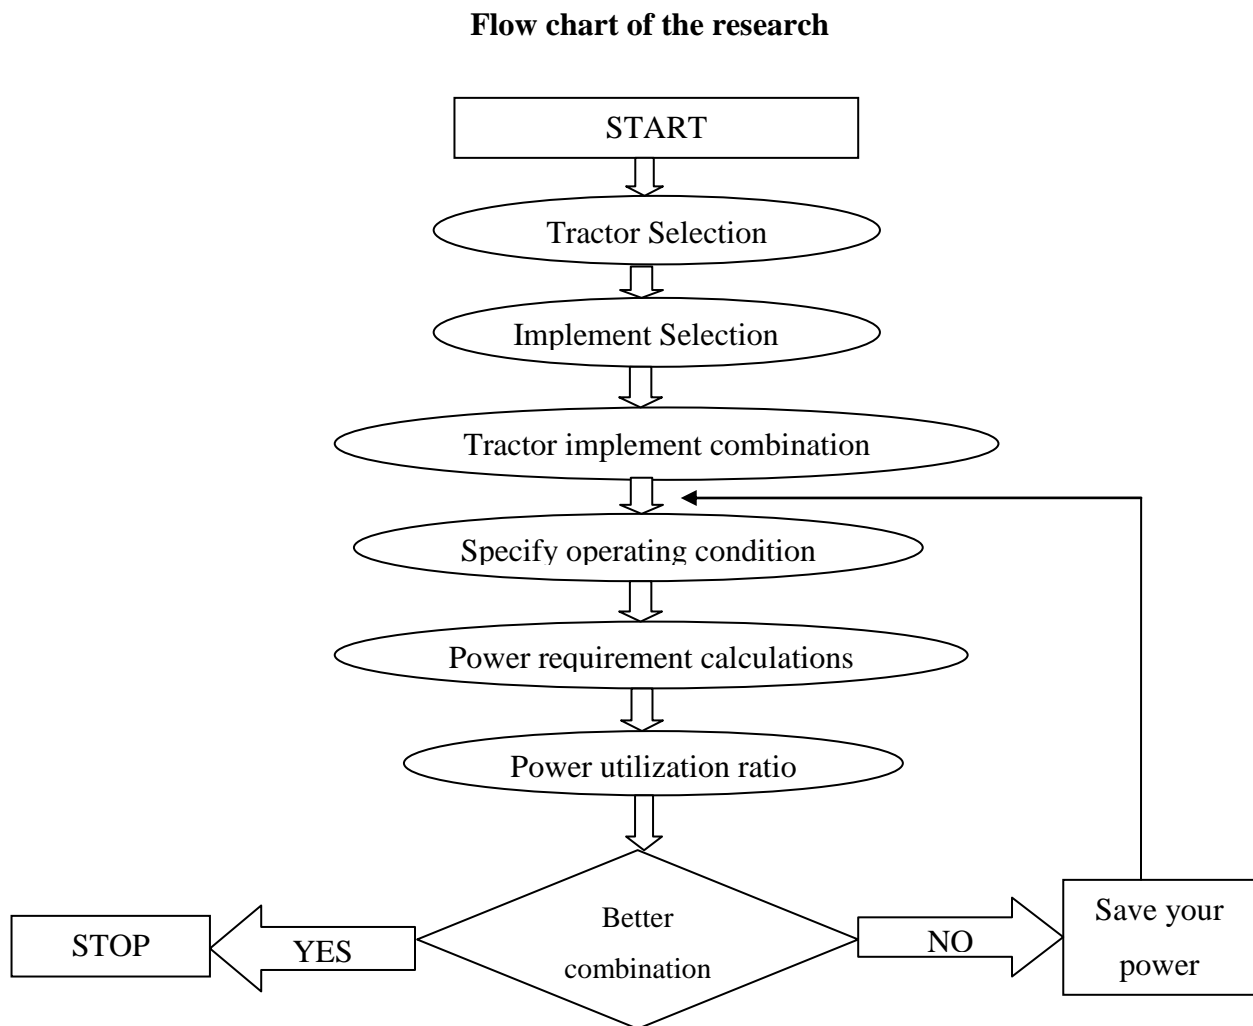 Flow chart of the research
START
Tractor Selection
Implement Selection
Tractor implement combination
Specify operating condition
Power requirement calculations
Power utilization ratio
Better
combination
YES
STOP
NO
Save your
power